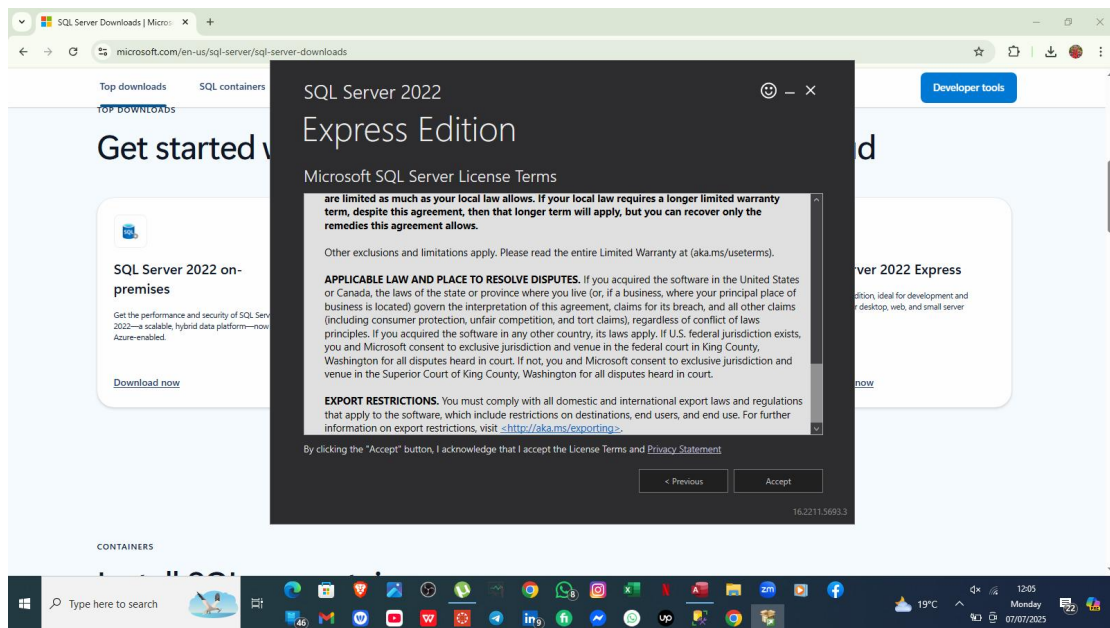 SQL Server Downloads | Micros
microsoft.com/en-us/sql-server/sql-server-downloads
Top downloads
SQL containers
Developer tools
TOP DOWNLOADS
Get started
SQL Server 2022 on-
premises
Get the performance and security of SQL Serv
2022—a scalable, hybrid data platform—now
Azure-enabled.
Download now
SQL Server 2022
Express Edition
Microsoft SQL Server License Terms
are limited as much as your local law allows. If your local law requires a longer limited warranty
term, despite this agreement, then that longer term will apply, but you can recover only the
remedies this agreement allows.
Other exclusions and limitations apply. Please read the entire Limited Warranty at (aka.ms/useterms).
APPLICABLE LAW AND PLACE TO RESOLVE DISPUTES. If you acquired the software in the United States
or Canada, the laws of the state or province where you live (or, if a business, where your principal place of
business is located) govern the interpretation of this agreement, claims for its breach, and all other claims
(including consumer protection, unfair competition, and tort claims), regardless of conflict of laws
principles. If you acquired the software in any other country, its laws apply. If U.S. federal jurisdiction exists,
you and Microsoft consent to exclusive jurisdiction and venue in the federal court in King County,
Washington for all disputes heard in court. If not, you and Microsoft consent to exclusive jurisdiction and
venue in the Superior Court of King County, Washington for all disputes heard in court.
EXPORT RESTRICTIONS. You must comply with all domestic and international export laws and regulations
that apply to the software, which include restrictions on destinations, end users, and end use. For further
information on export restrictions, visit <http://aka.ms/exporting>.
By clicking the "Accept" button, I acknowledge that I accept the License Terms and Privacy Statement
< Previous
Accept
16.2211.5693.3
d
rver 2022 Express
dition, ideal for development and
r desktop, web, and small server
now
CONTAINERS
Type here to search
19°C
12:05
Monday
07/07/2025